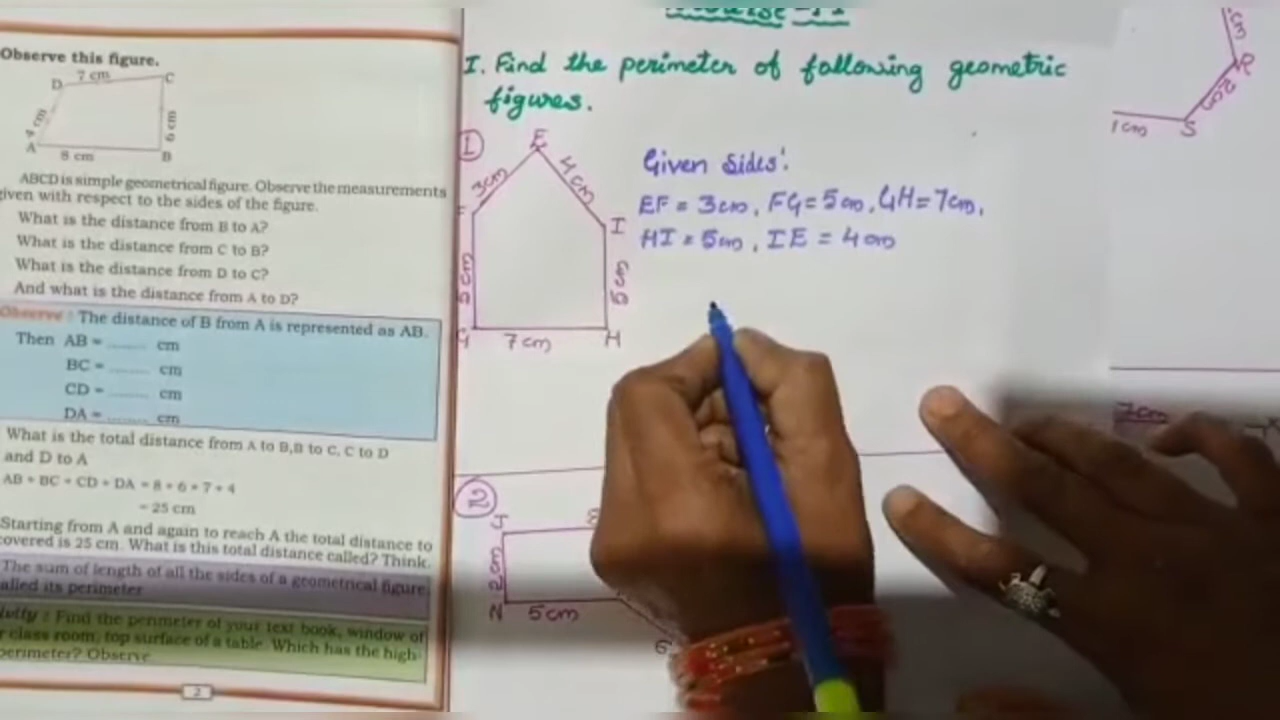 Observe this figure.
D
7 cm
C
4 cm
6 cm
A
8 cm
B
ABCD is simple geometrical figure. Observe the measurements
given with respect to the sides of the figure.
What is the distance from B to A?
What is the distance from C to B?
What is the distance from D to C?
And what is the distance from A to D?
Observe : The distance of B from A is represented as AB.
Then AB = ........ cm
BC = ........ cm
CD = ........ cm
DA = ........ cm
What is the total distance from A to B,B to C, C to D
and D to A
AB + BC + CD + DA = 8 + 6 + 7 + 4
= 25 cm
Starting from A and again to reach A the total distance to
covered is 25 cm. What is this total distance called? Think.
The sum of length of all the sides of a geometrical figure
called its perimeter
: Find the perimeter of your text book, window of
class room, top surface of a table. Which has the high
perimeter? Observe
2
I. Find the perimeter of following geometric
figures.
1
E
3cm
4cm
F
I
5cm
5cm
G
7cm
H
Given Sides:
EF = 3cm, FG = 5cm, GH = 7cm,
HI = 5cm, IE = 4cm
2
J
2cm
N
5cm
6
3cm
R
2cm
S
1cm
7cm